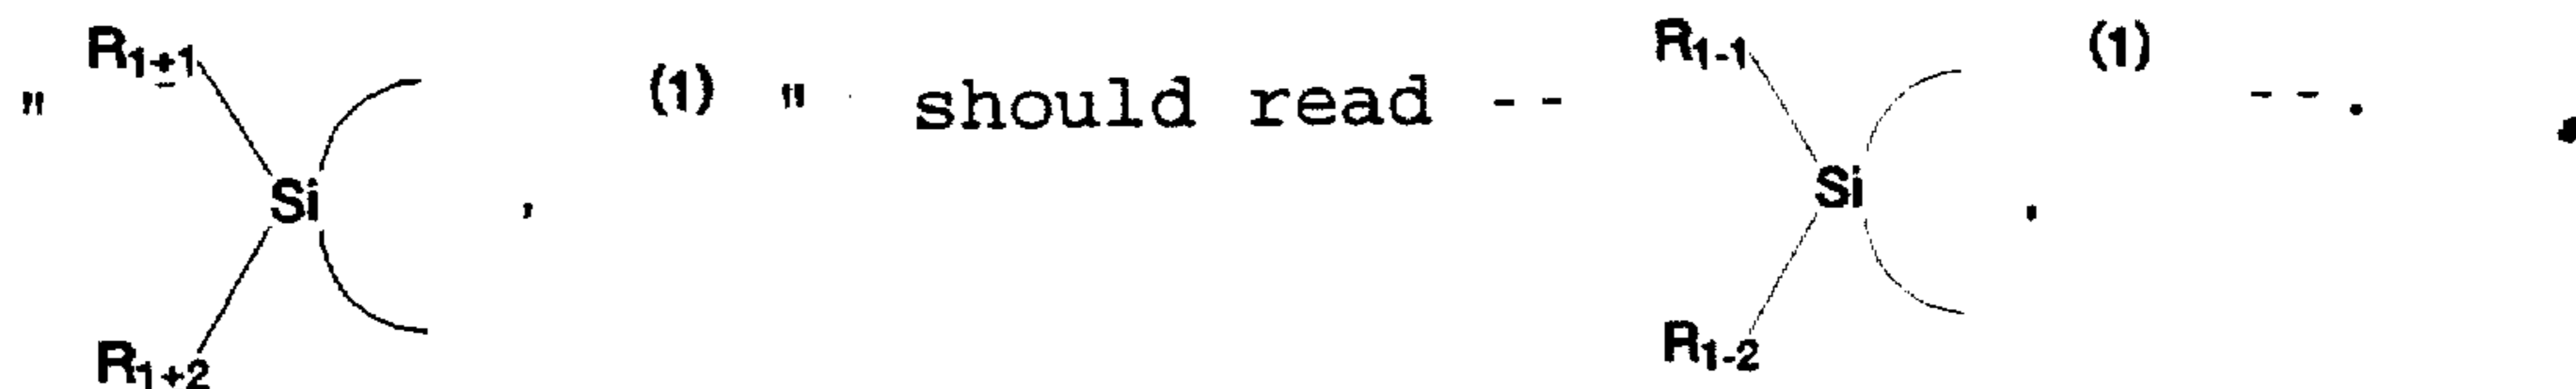 R1+1 R1-1 (1)
" (1) " should read -- --.
Si , Si ,
R1+2 R1-2